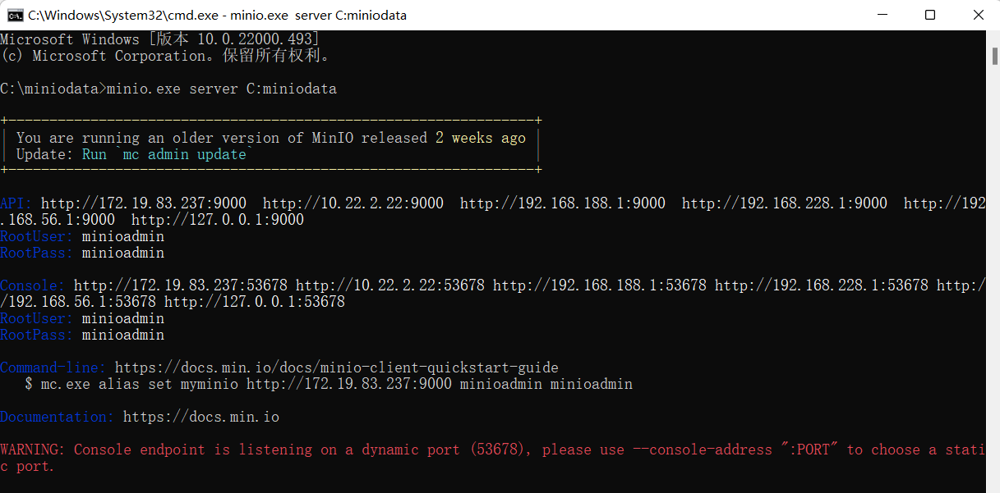 C:\Windows\System32\cmd.exe - minio.exe  server C:miniodata
Microsoft Windows [版本 10.0.22000.493]
(c) Microsoft Corporation。保留所有权利。
C:\miniodata>minio.exe server C:miniodata
+----------------------------------------------------------------+
| You are running an older version of MinIO released 2 weeks ago |
| Update: Run `mc admin update`                                  |
+----------------------------------------------------------------+
API: http://172.19.83.237:9000  http://10.22.2.22:9000  http://192.168.188.1:9000  http://192.168.228.1:9000  http://192
.168.56.1:9000  http://127.0.0.1:9000
RootUser: minioadmin
RootPass: minioadmin
Console: http://172.19.83.237:53678 http://10.22.2.22:53678 http://192.168.188.1:53678 http://192.168.228.1:53678 http:/
/192.168.56.1:53678 http://127.0.0.1:53678
RootUser: minioadmin
RootPass: minioadmin
Command-line: https://docs.min.io/docs/minio-client-quickstart-guide
   $ mc.exe alias set myminio http://172.19.83.237:9000 minioadmin minioadmin
Documentation: https://docs.min.io
WARNING: Console endpoint is listening on a dynamic port (53678), please use --console-address ":PORT" to choose a stati
c port.